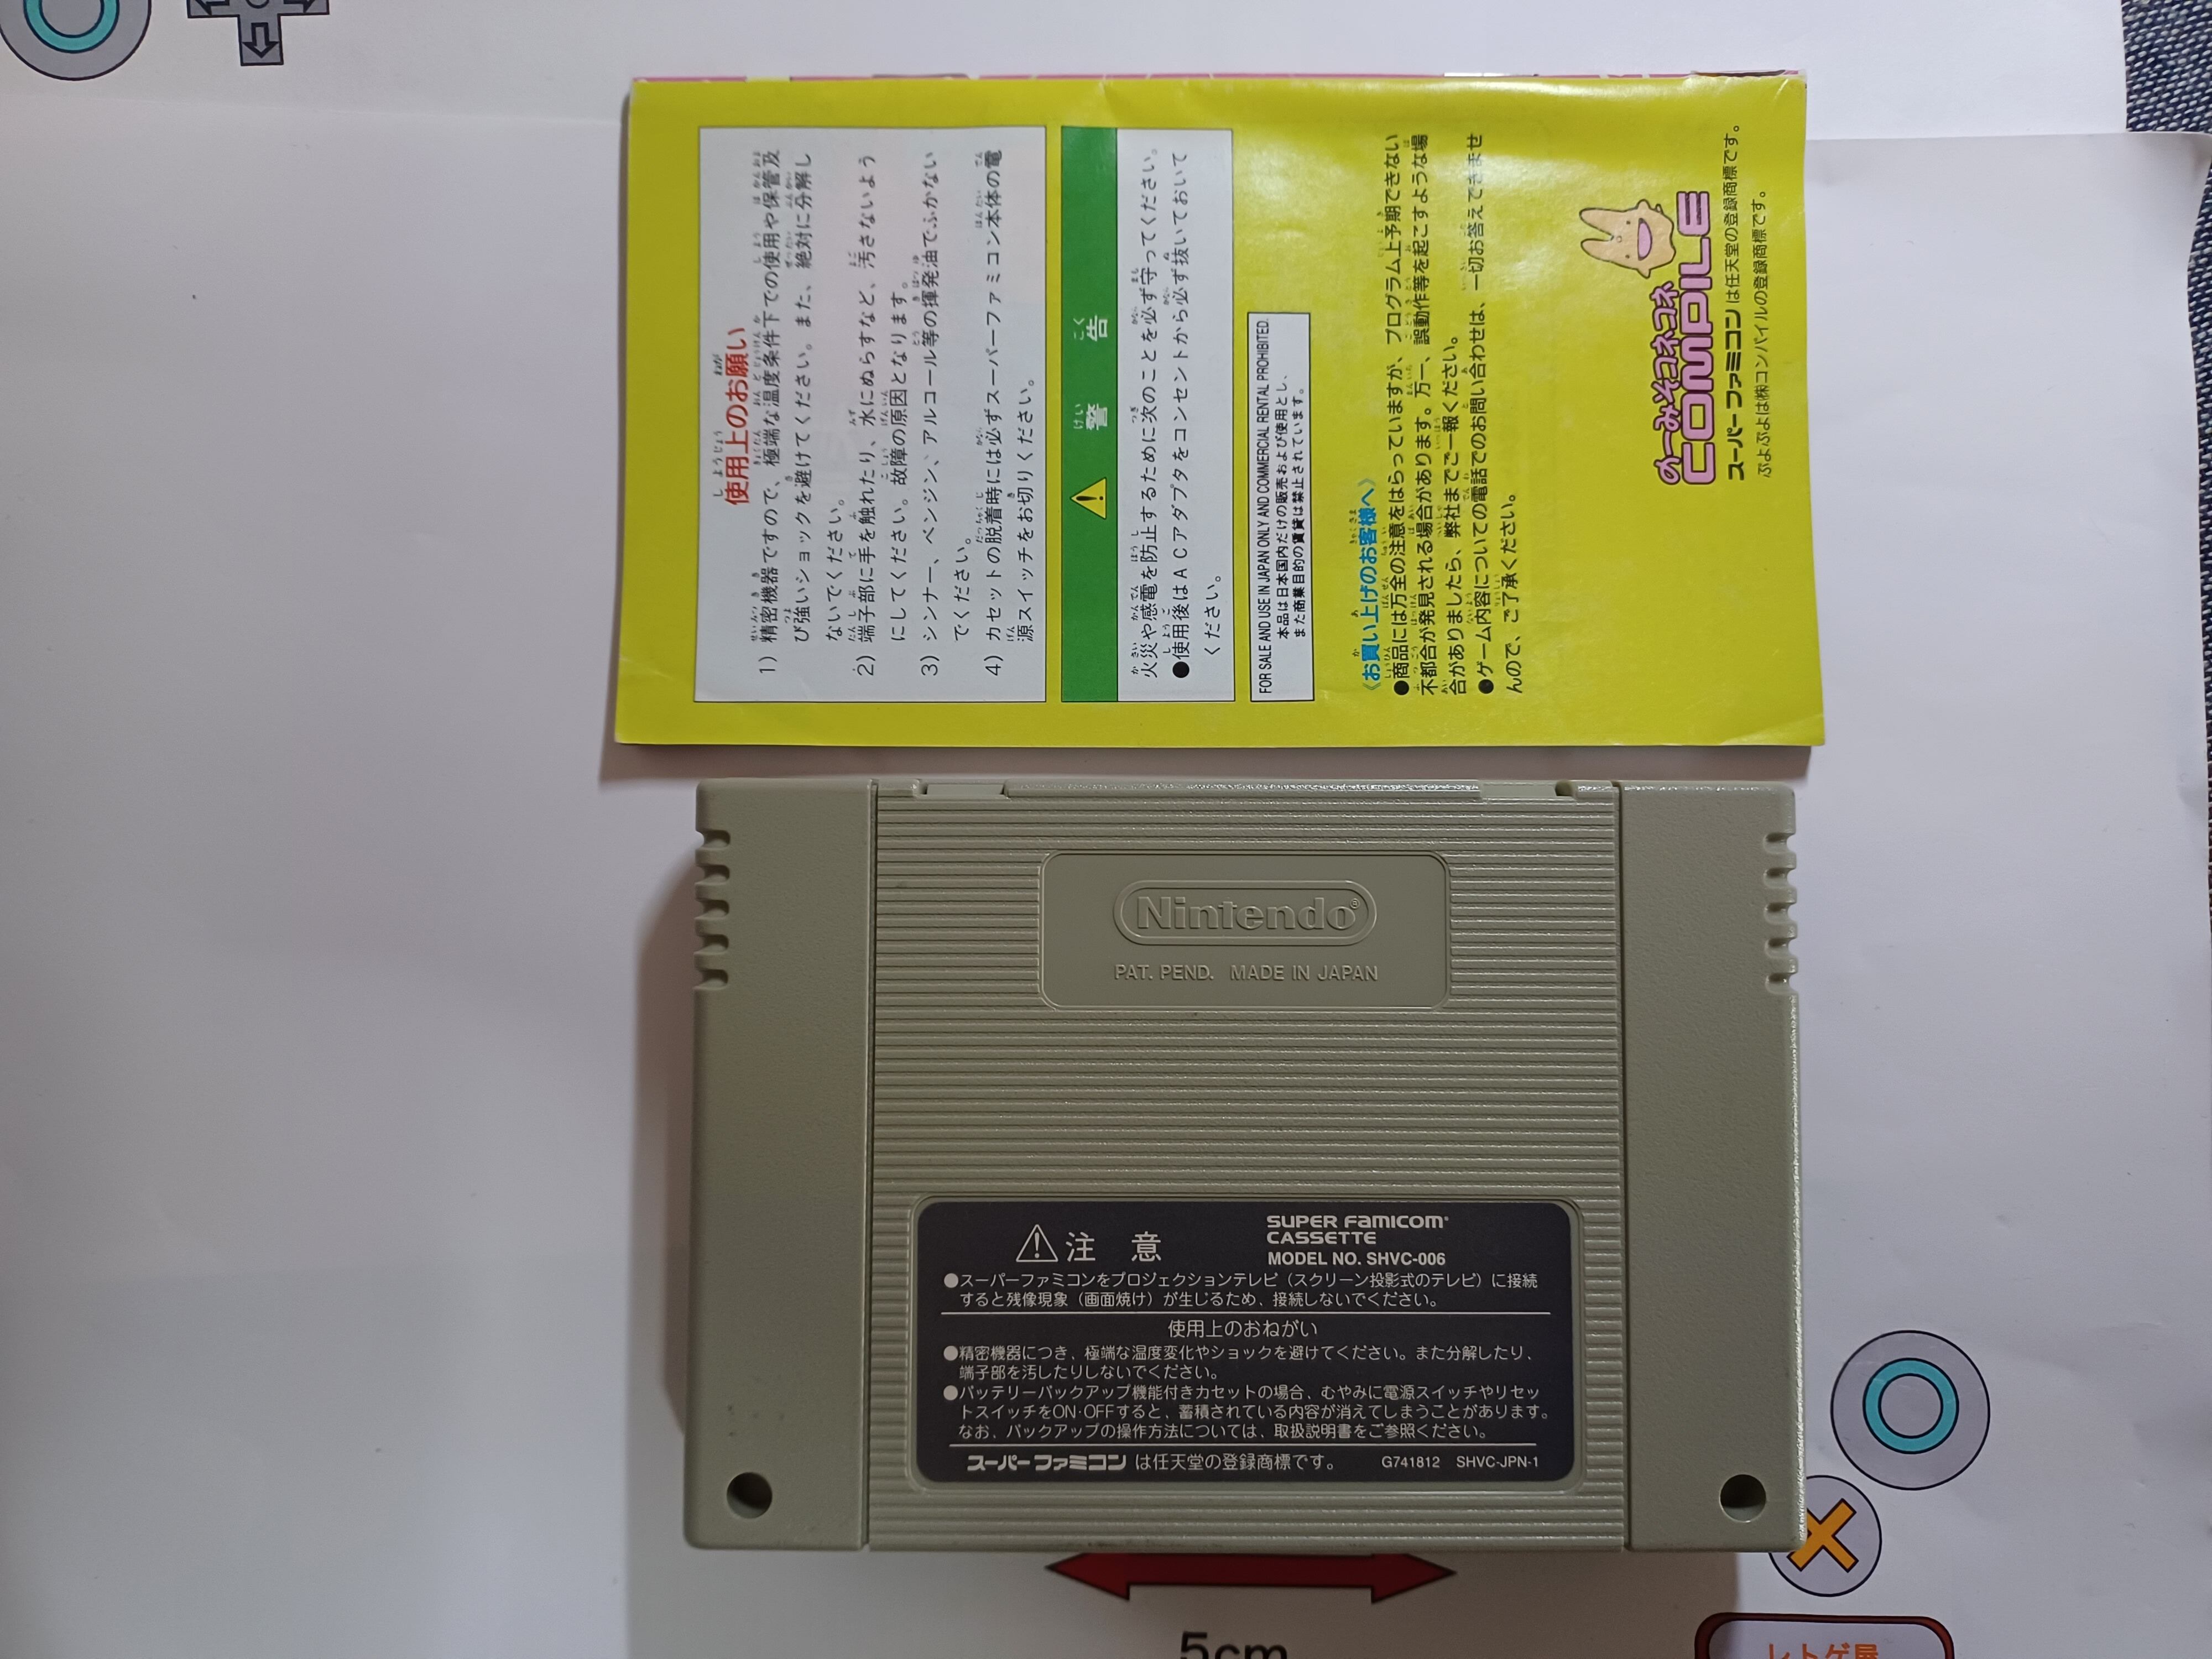 使用上のお願い
1) 精密機器ですので、極端な温度条件下での使用や保管及
び強いショックを避けてください。また、絶対に分解し
ないでください。
2) 端子部に手を触れたり、水にぬらすなど、汚さないよう
にしてください。故障の原因となります。
3) シンナー、ベンジン、アルコール等の揮発油でふかない
でください。
4) カセットの脱着時には必ずスーパーファミコン本体の電
源スイッチをお切りください。
警告
火災や感電を防止するために次のことを必ず守ってください。
●使用後はACアダプタをコンセントから必ず抜いておいて
ください。
FOR SALE AND USE IN JAPAN ONLY AND COMMERCIAL RENTAL PROHIBITED.
本品は日本国内だけの販売および使用とし、
また商業目的の賃貸は禁止されています。
〈お買い上げのお客様へ〉
●商品には万全の注意をはらっていますが、プログラム上予期できない
不都合が発見される場合があります。万一、誤動作等を起こすような場
合がありましたら、弊社までご一報ください。
●ゲーム内容についての電話でのお問い合わせは、一切お答えできませ
んので、ご了承ください。
の〜みそコネコネ
COMPILE
スーパーファミコンは任天堂の登録商標です。
ぷよぷよは㈱コンパイルの登録商標です。
Nintendo®
PAT. PEND. MADE IN JAPAN
注意
SUPER FAMICOM®
CASSETTE
MODEL NO. SHVC-006
●スーパーファミコンをプロジェクションテレビ（スクリーン投影式のテレビ）に接続
すると残像現象（画面焼け）が生じるため、接続しないでください。
使用上のおねがい
●精密機器につき、極端な温度変化やショックを避けてください。また分解したり、
端子部を汚したりしないでください。
●バッテリーバックアップ機能付きカセットの場合、むやみに電源スイッチやリセッ
トスイッチをON・OFFすると、蓄積されている内容が消えてしまうことがあります。
なお、バックアップの操作方法については、取扱説明書をご参照ください。
スーパーファミコンは任天堂の登録商標です。 G741812 SHVC-JPN-1
5cm
レトゲ屋